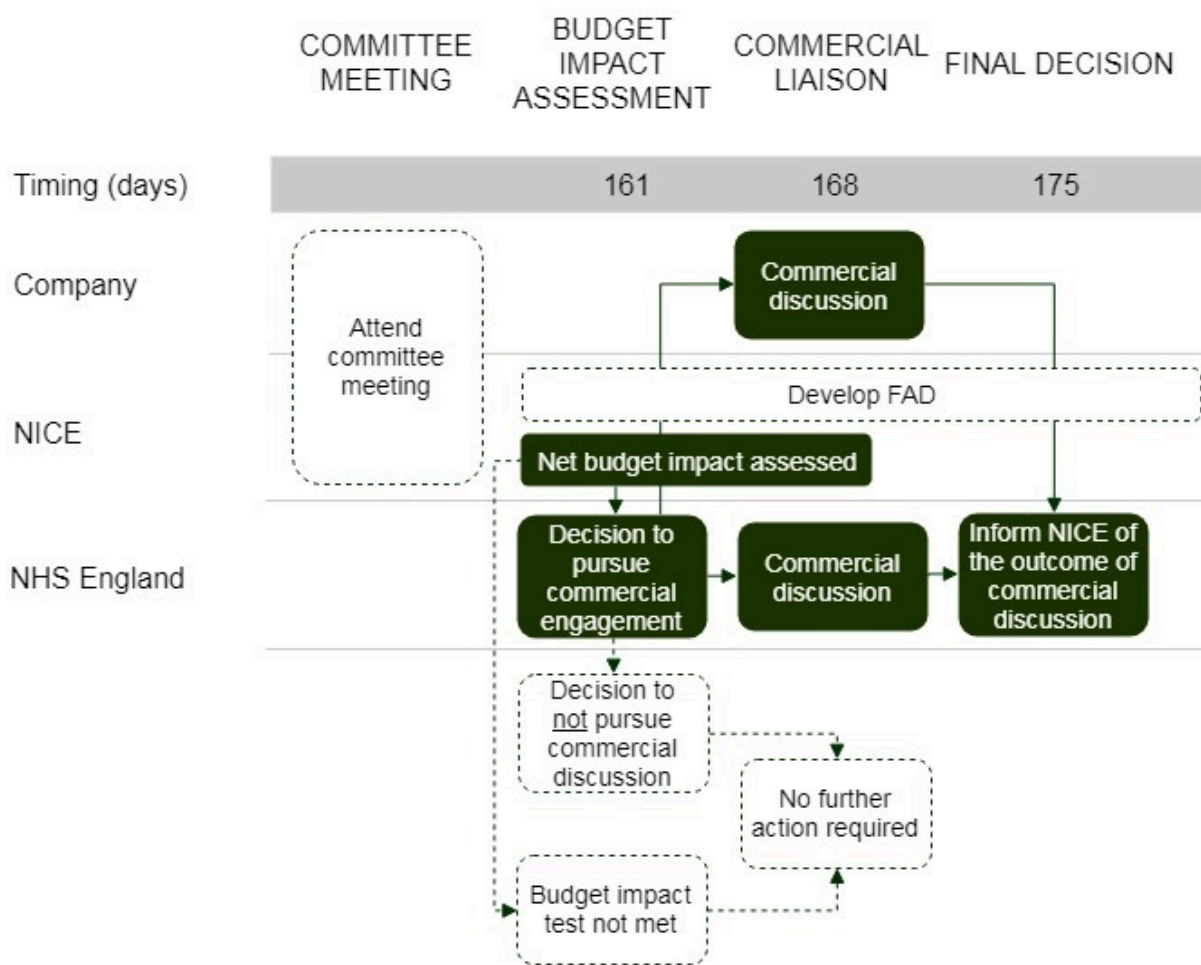 COMMITTEE
MEETING
BUDGET
IMPACT
ASSESSMENT
COMMERCIAL
LIAISON
FINAL DECISION
Timing (days)
161
168
175
Company
Attend
committee
meeting
Commercial
discussion
Develop FAD
NICE
Net budget impact assessed
NHS England
Decision to
pursue
commercial
engagement
Commercial
discussion
Inform NICE of
the outcome of
commercial
discussion
Decision to
not pursue
commercial
discussion
No further
action required
Budget impact
test not met